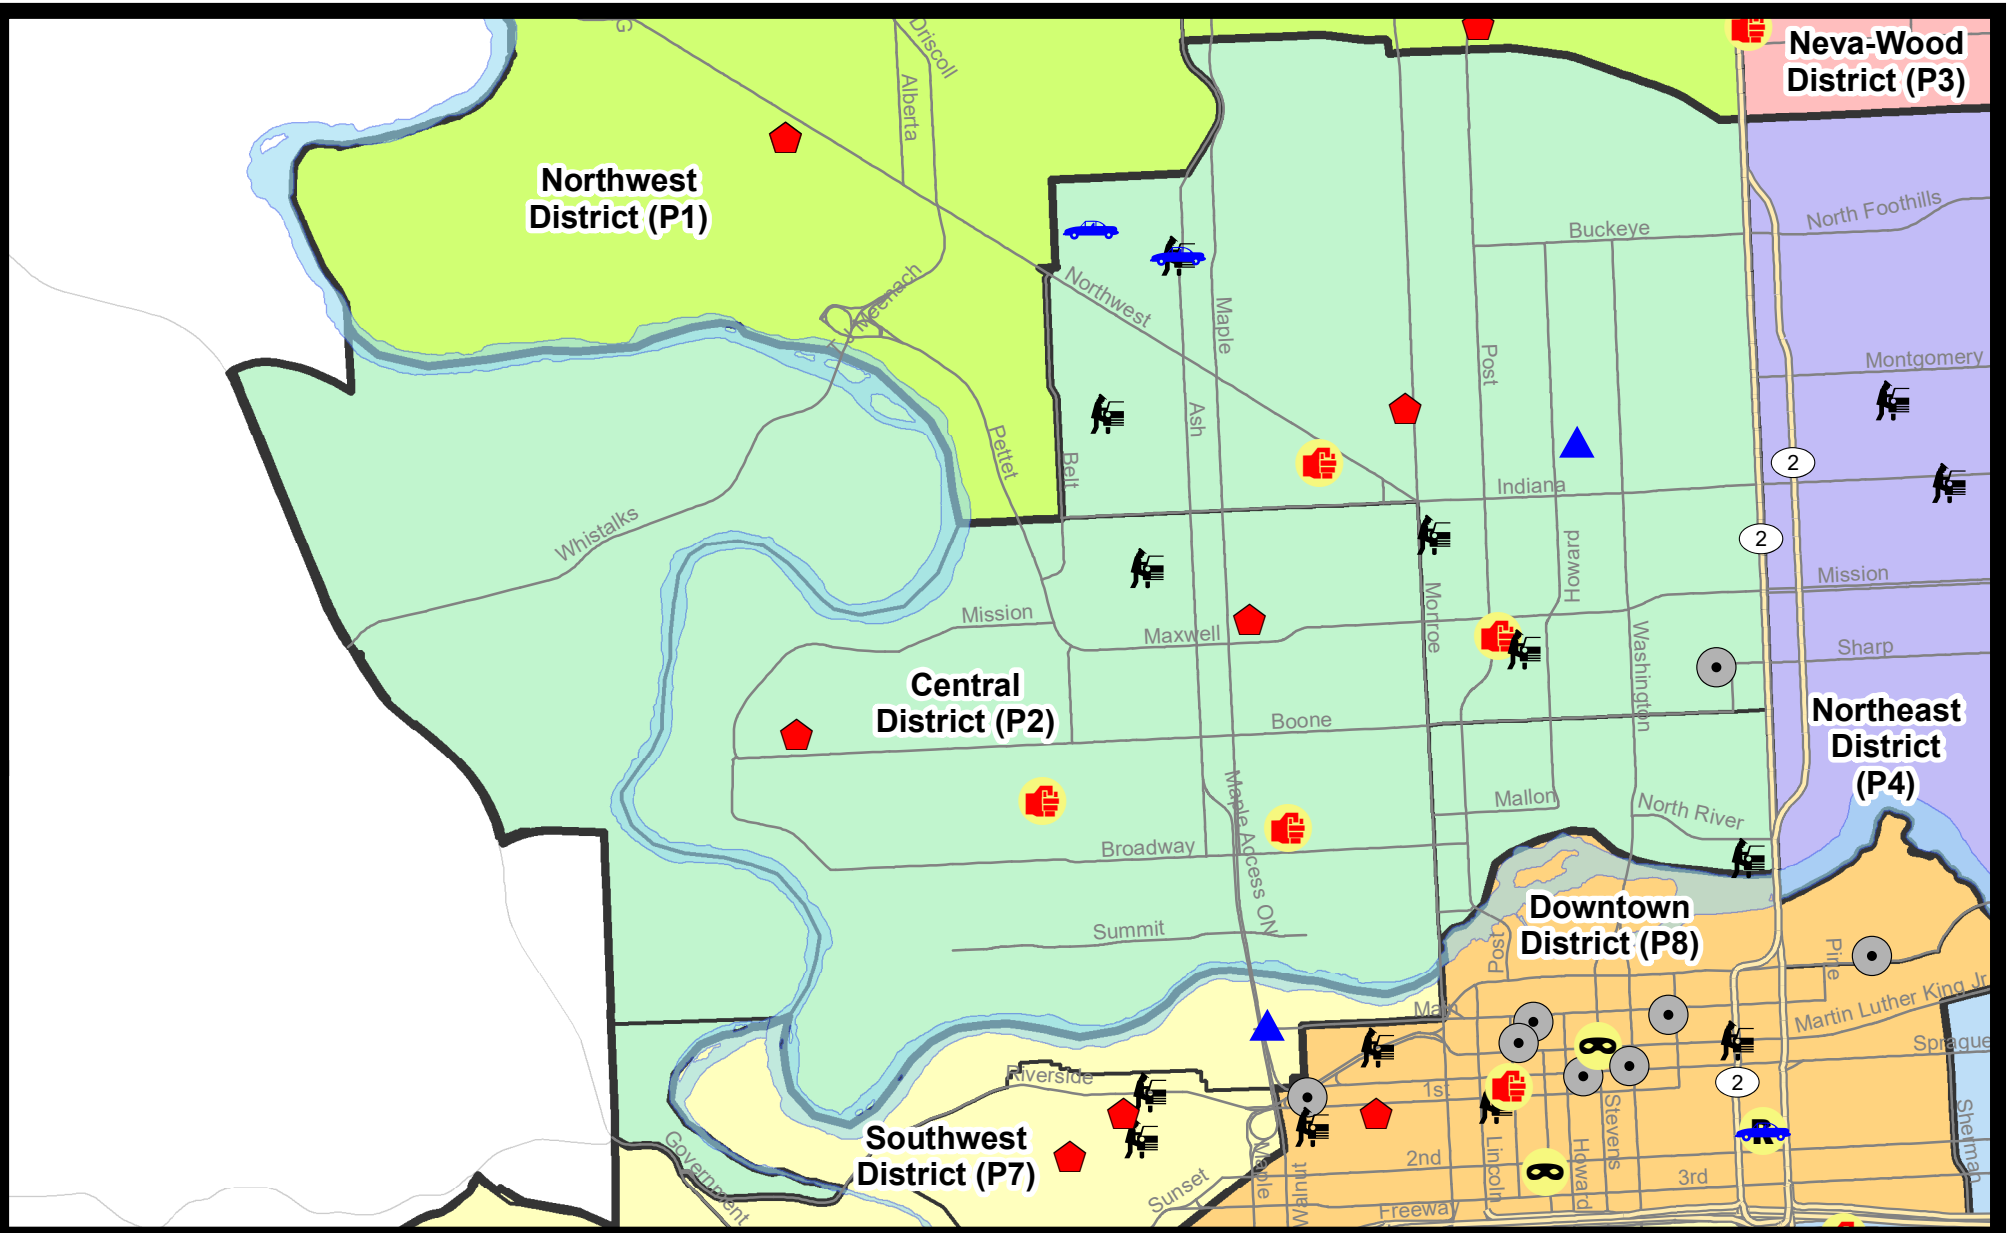 G
Driscoll
Alberta
Neva-Wood
District (P3)
Northwest
District (P1)
North Foothills
Buckeye
T J Meenach
Northwest
Maple
Post
Montgomery
Ash
Belt
Pettet
2
Indiana
Whistalks
2
Howard
Mission
Monroe
Mission
Maxwell
Washington
Sharp
Central
District (P2)
Boone
Northeast
District
(P4)
Maple Access ON
Mallon
North River
Broadway
Downtown
District (P8)
Summit
Post
Pine
Main
Martin Luther King Jr
Sprague
Riverside
1st
2
Stevens
Sherman
Government
Southwest
District (P7)
Maple
Walnut
Sunset
2nd
Lincoln
Howard
3rd
Freeway
R